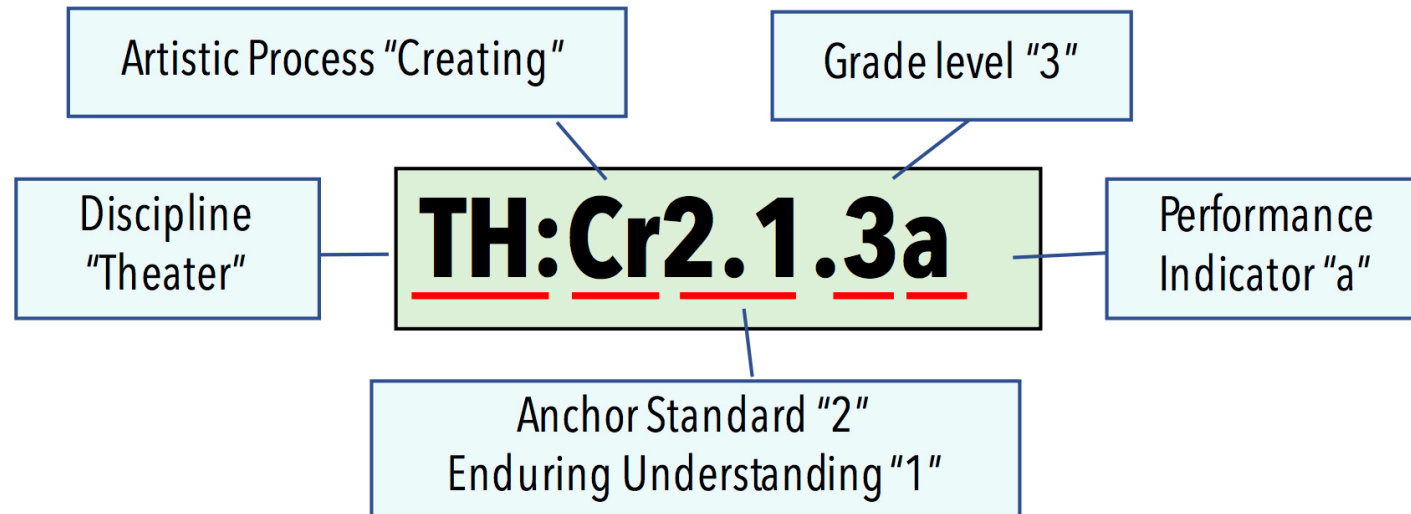 Artistic Process “Creating”
Grade level “3”
Discipline
“Theater”
TH:Cr2.1.3a
Performance
Indicator “a”
Anchor Standard “2”
Enduring Understanding “1”